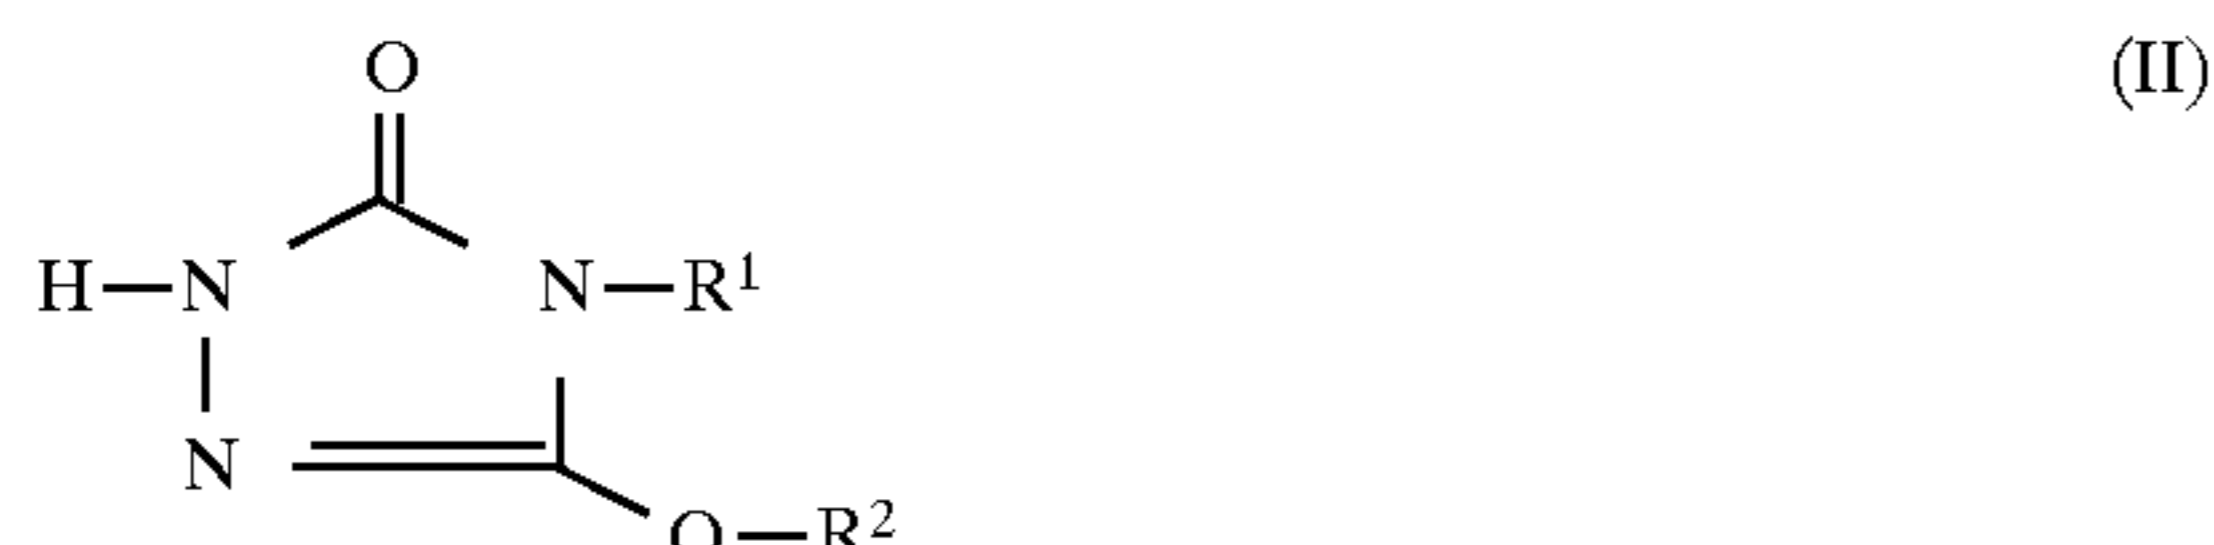 O
(II)
H—N N—R¹
N
O—R²